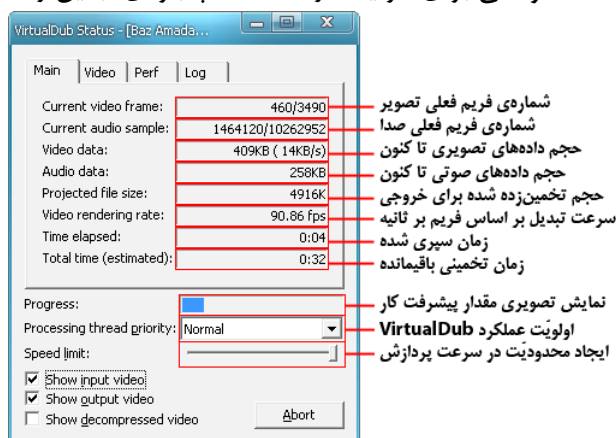 VirtualDub Status - [Baz Amada...
Main Video Perf Log
Current video frame: 460/3490 شماره‌ی فریم فعلی تصویر
Current audio sample: 1464120/10262952 شماره‌ی فریم فعلی صدا
Video data: 409KB ( 14KB/s) حجم داده‌های تصویری تا کنون
Audio data: 258KB حجم داده‌های صوتی تا کنون
Projected file size: 4916K حجم تخمین‌زده شده برای خروجی
Video rendering rate: 90.86 fps سرعت تبدیل بر اساس فریم بر ثانیه
Time elapsed: 0:04 زمان سپری شده
Total time (estimated): 0:32 زمان تخمینی باقیمانده
Progress: نمایش تصویری مقدار پیشرفت کار
Processing thread priority: Normal اولویّت عملکرد VirtualDub
Speed limit: ایجاد محدودیّت در سرعت پردازش
Show input video
Show output video
Show decompressed video Abort